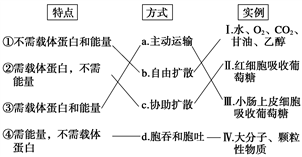 特点 方式 实例
①不需载体蛋白和能量
②需载体蛋白，不需
能量
③需载体蛋白和能量
④需能量，不需载体
蛋白
a.主动运输
b.自由扩散
c.协助扩散
d.胞吞和胞吐
Ⅰ.水、O₂、CO₂、
甘油、乙醇
Ⅱ.红细胞吸收葡
萄糖
Ⅲ.小肠上皮细胞
吸收葡萄糖
Ⅳ.大分子、颗粒
性物质